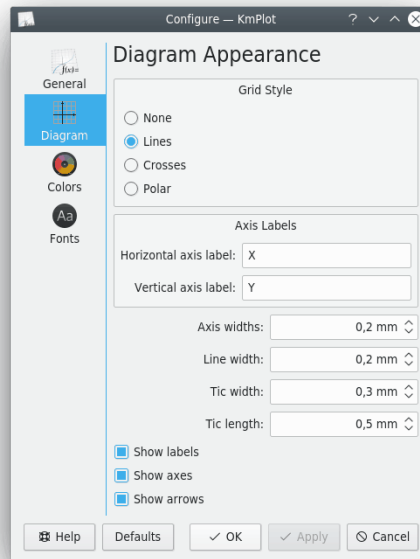 Configure — KmPlot
Diagram Appearance
f(x)=
General
Diagram
Colors
Aa
Fonts
Grid Style
None
Lines
Crosses
Polar
Axis Labels
Horizontal axis label: X
Vertical axis label: Y
Axis widths: 0,2 mm
Line width: 0,2 mm
Tic width: 0,3 mm
Tic length: 0,5 mm
Show labels
Show axes
Show arrows
Help Defaults OK Apply Cancel